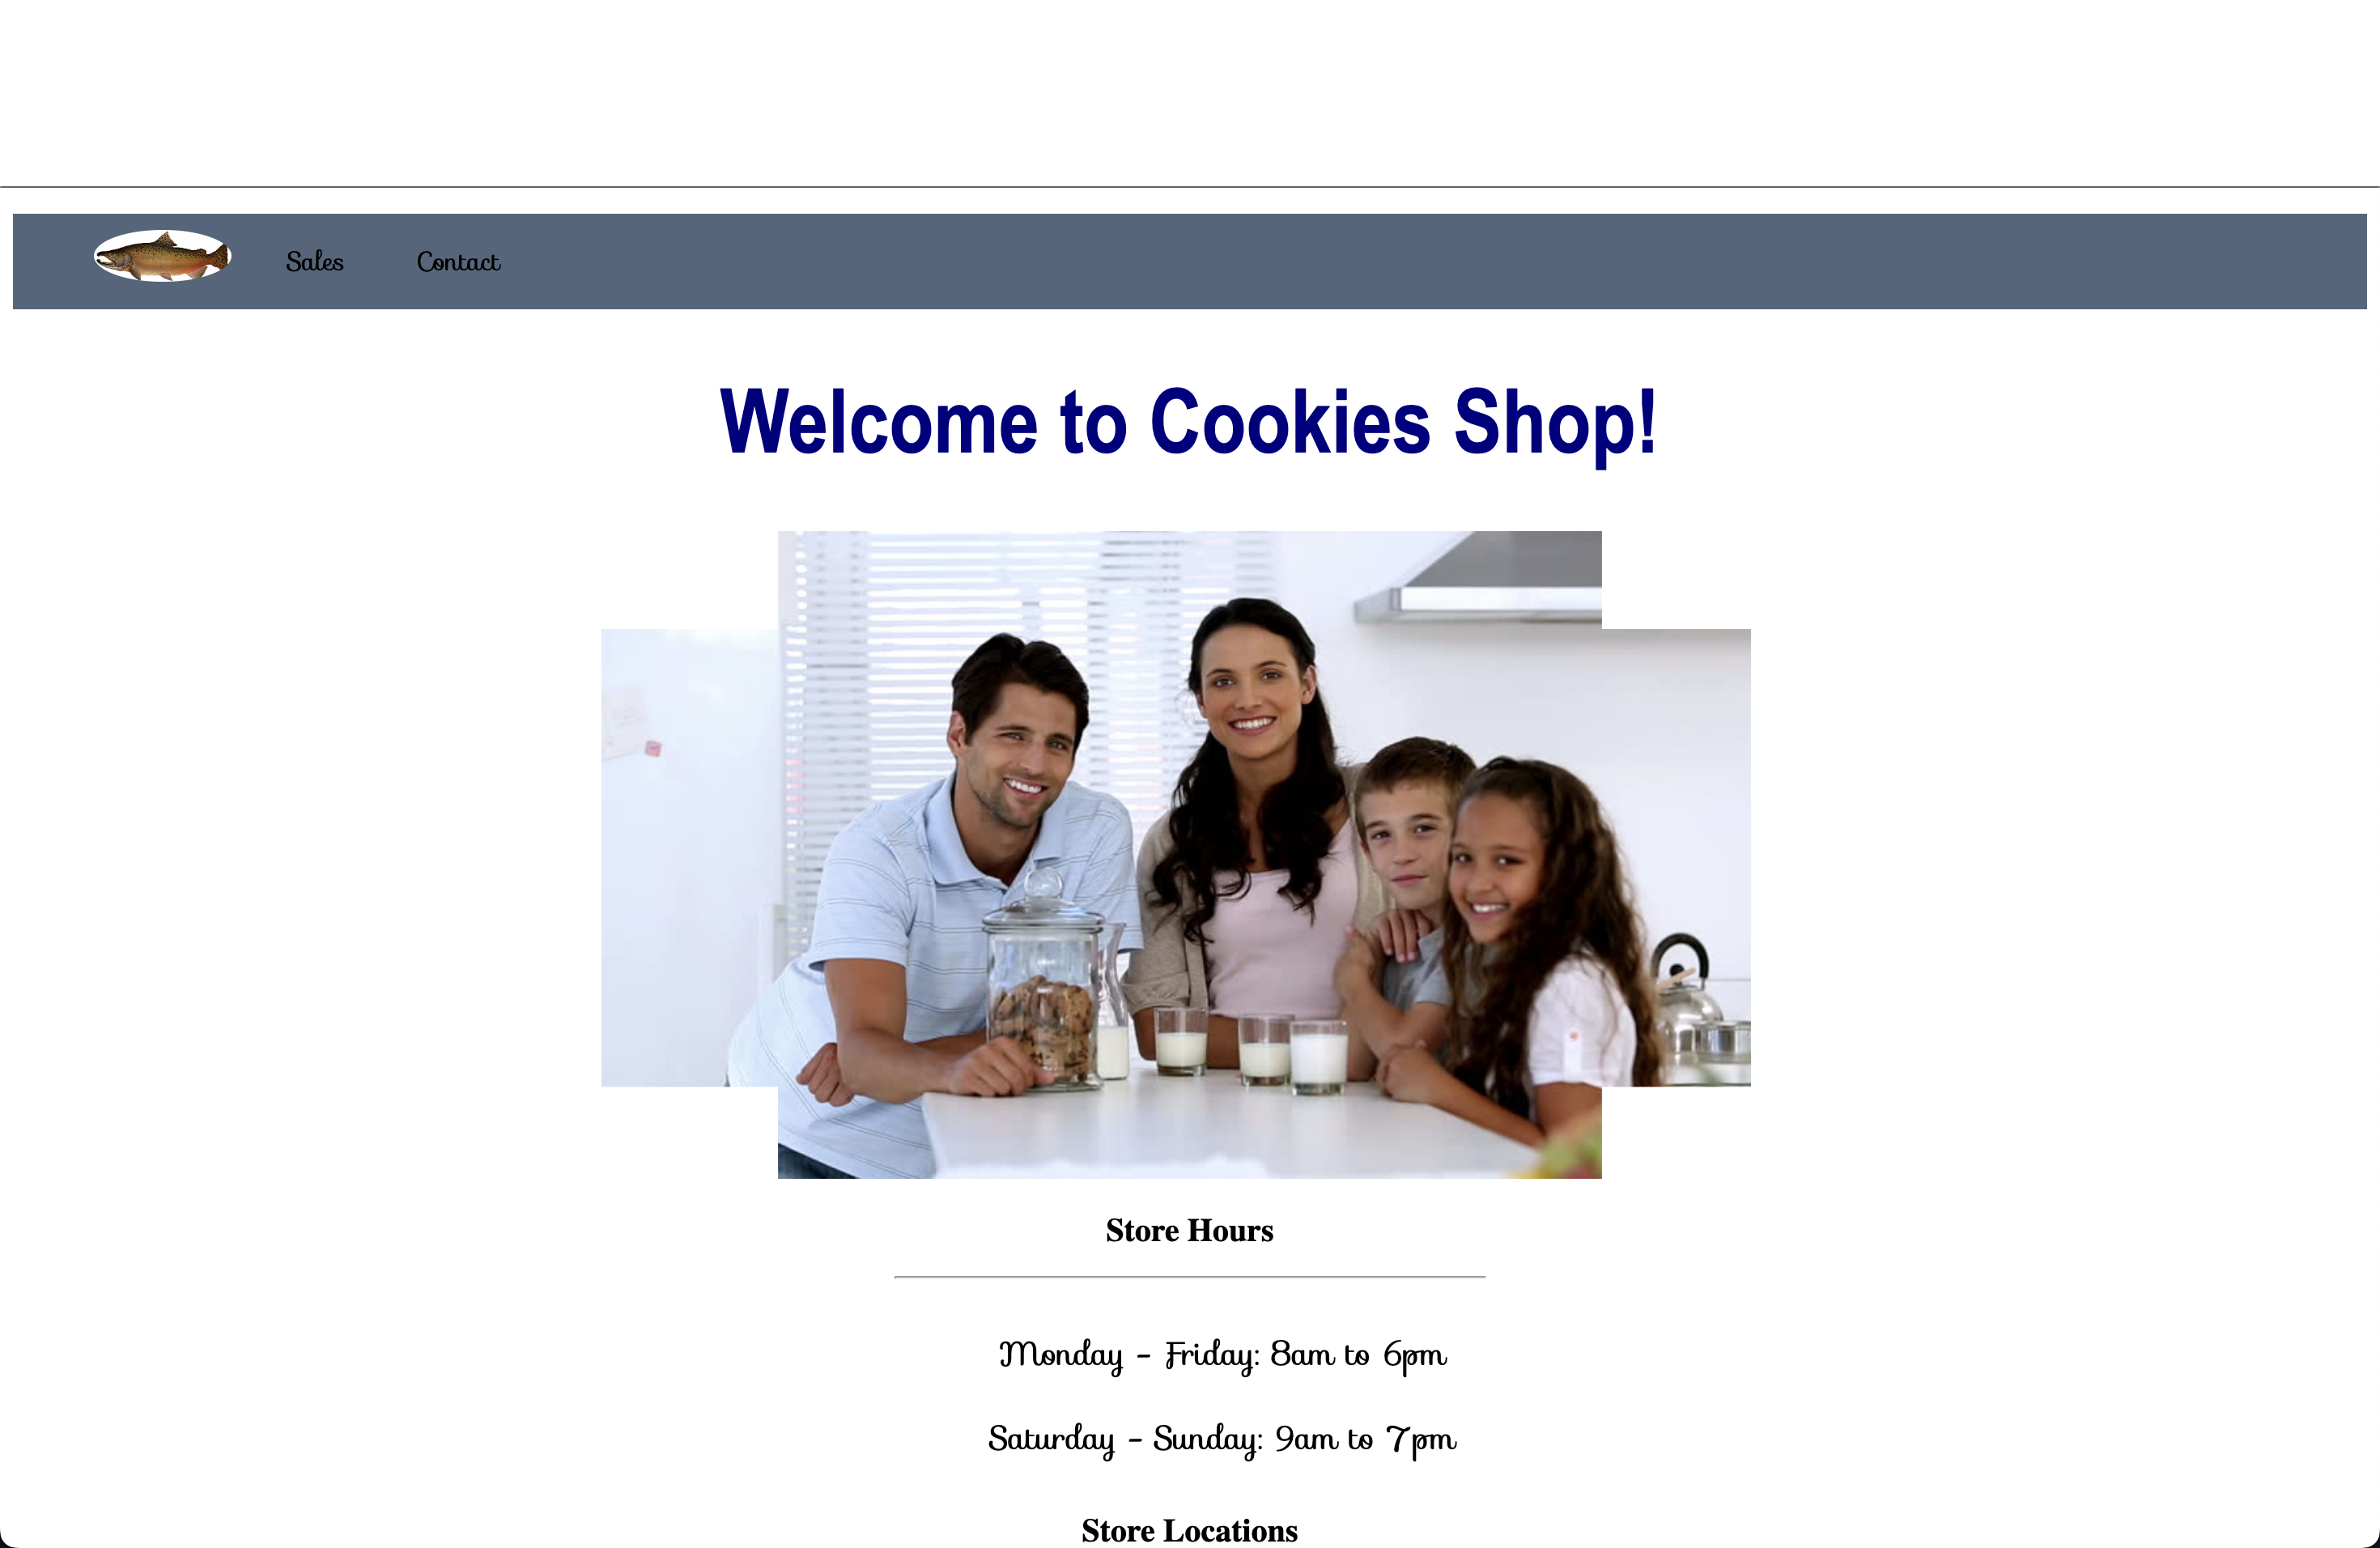 Sales
Contact
Welcome to Cookies Shop!
Store Hours
Monday - Friday: 8am to 6pm
Saturday - Sunday: 9am to 7pm
Store Locations